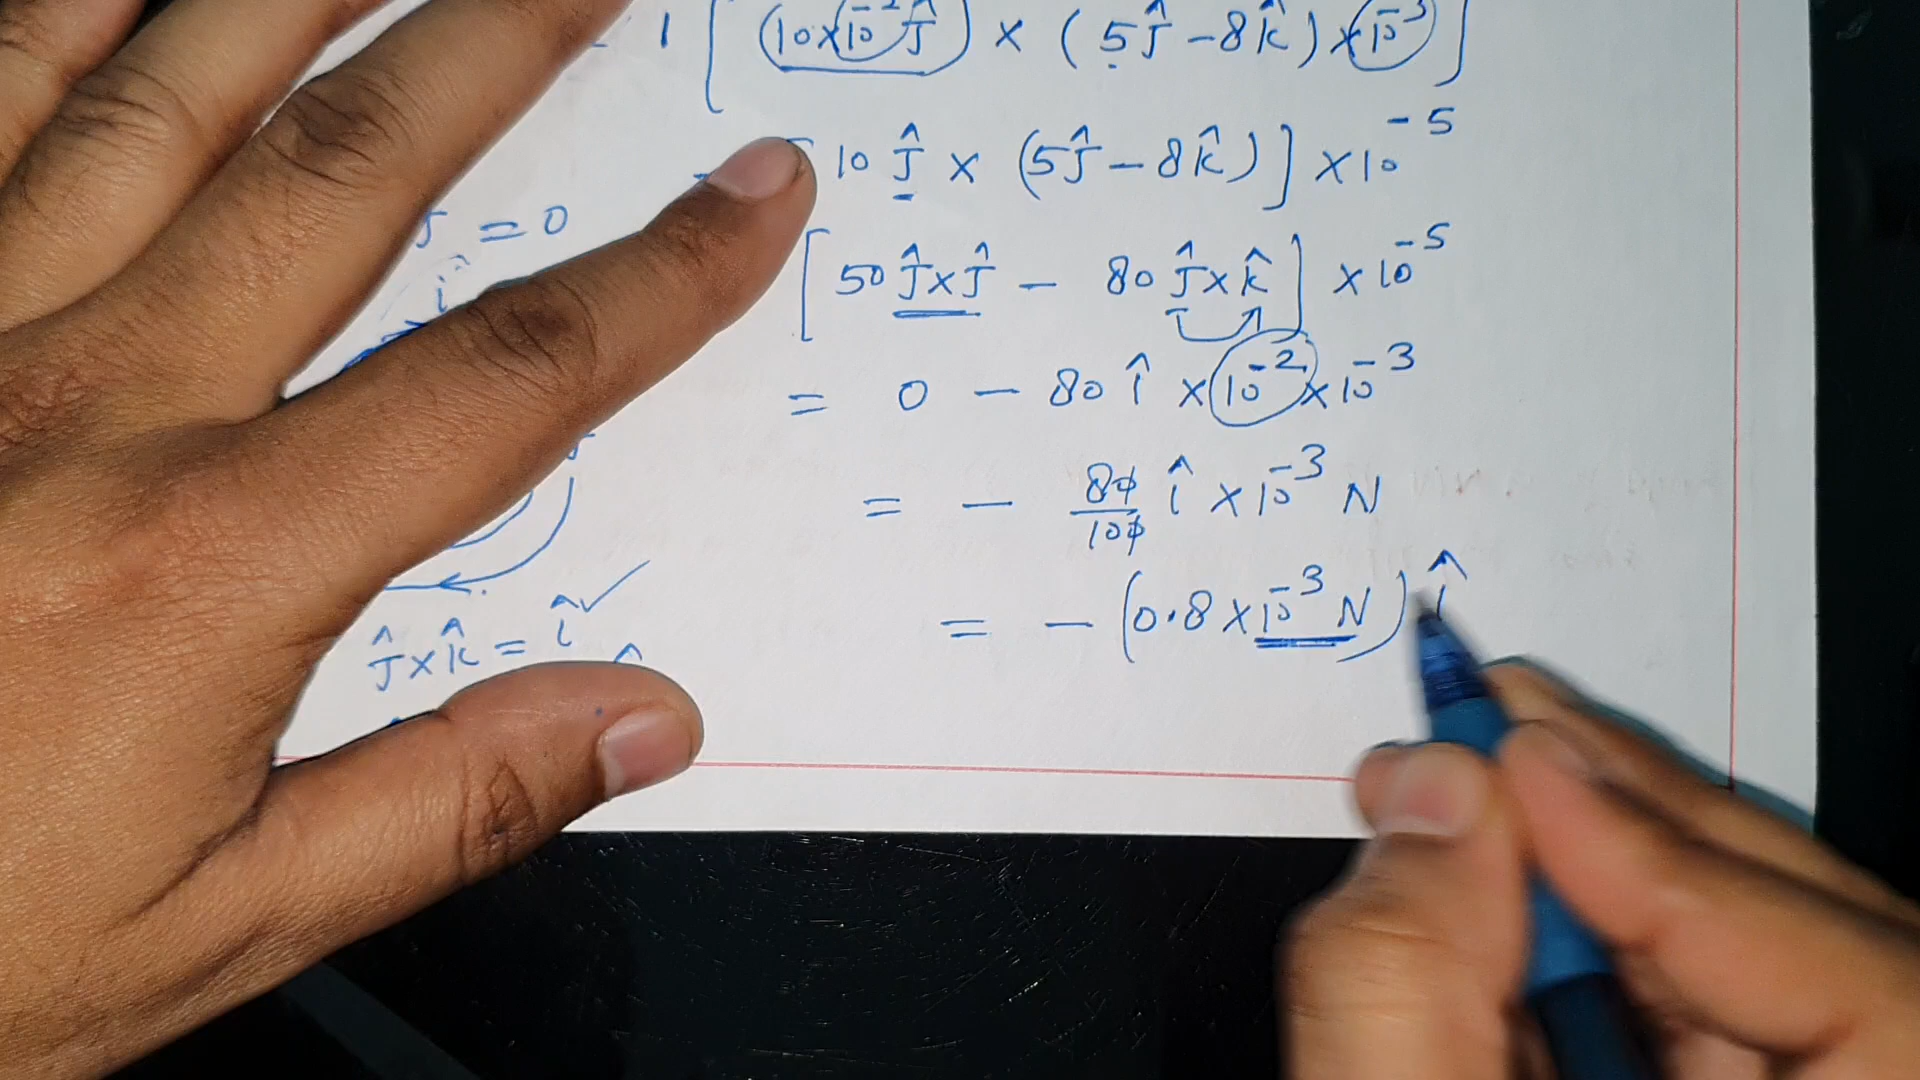 1 [ (10×10⁻²Ĵ) × (5Ĵ − 8K̂) × 10⁻³ ]
10 Ĵ × (5Ĵ − 8K̂) ] × 10⁻⁵
J = 0
î
[ 50 Ĵ×Ĵ − 80 Ĵ×K̂ ] × 10⁻⁵
= 0 − 80 î × 10⁻² × 10⁻³
= − 80/100 î × 10⁻³ N
= − (0.8 × 10⁻³ N) î
Ĵ×K̂ = î ✓